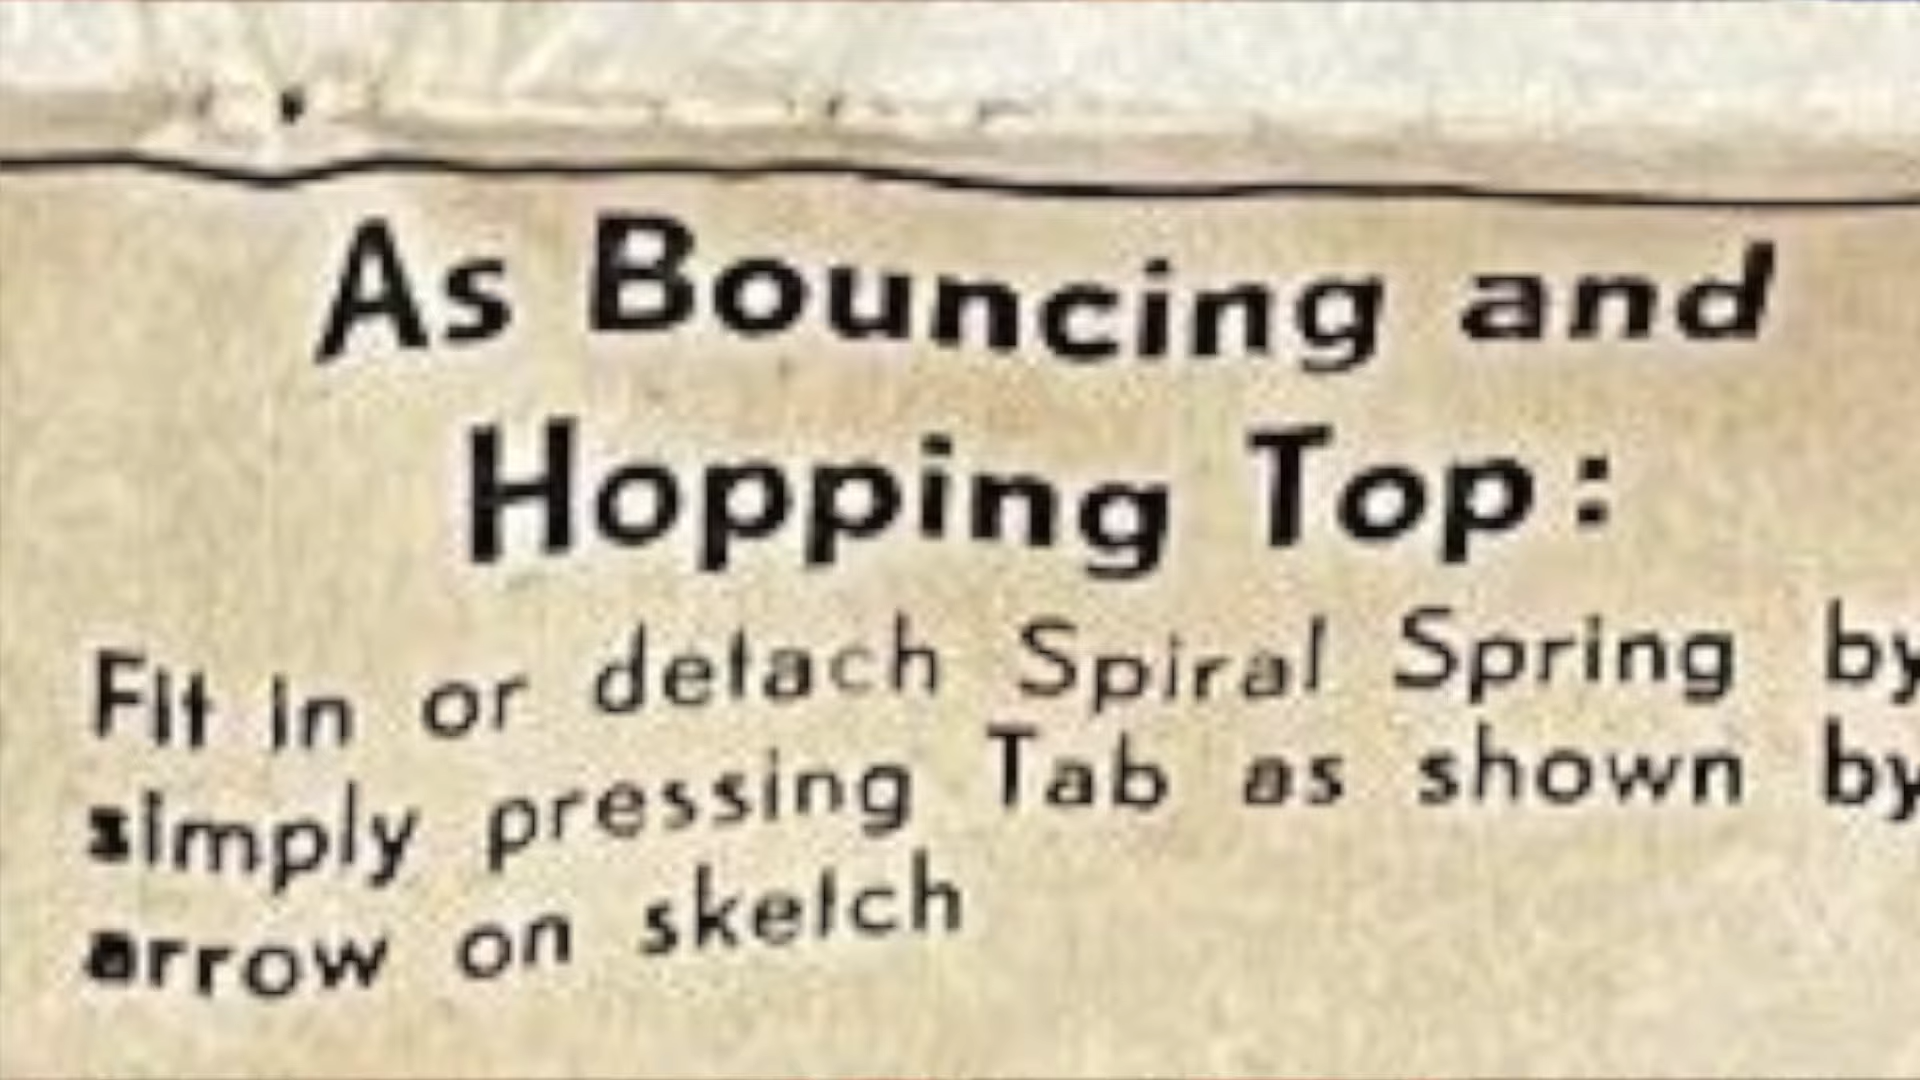 As Bouncing and
Hopping Top:
Fit in or detach Spiral Spring by
simply pressing Tab as shown by
arrow on sketch